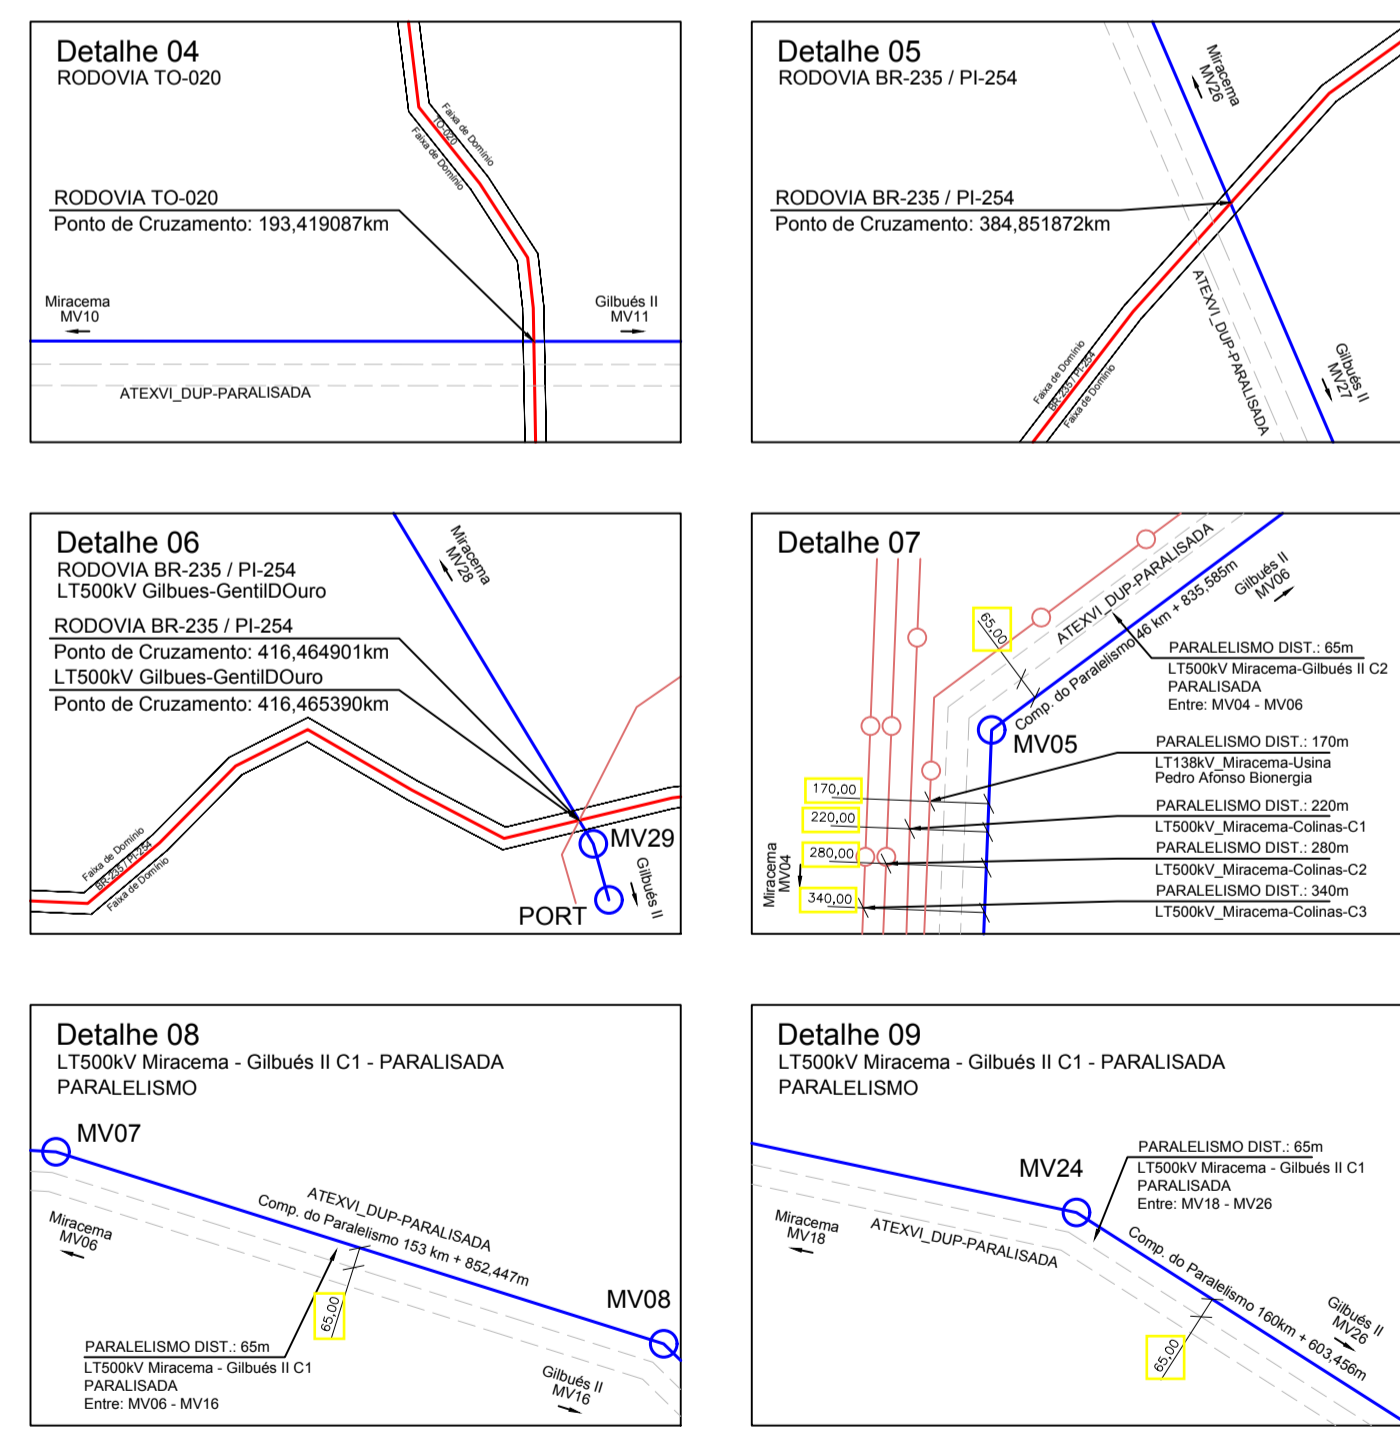 Detalhe 04
RODOVIA TO-020
Faixa de Domínio
TO-020
Faixa de Domínio
RODOVIA TO-020
Ponto de Cruzamento: 193,419087km
Miracema
MV10
Gilbués II
MV11
ATEXVI_DUP-PARALISADA
Detalhe 05
RODOVIA BR-235 / PI-254
Miracema
MV26
RODOVIA BR-235 / PI-254
Ponto de Cruzamento: 384,851872km
ATEXVI_DUP-PARALISADA
Faixa de Domínio
BR-235 / PI-254
Faixa de Domínio
Gilbués II
MV27
Detalhe 06
RODOVIA BR-235 / PI-254
LT500kV Gilbues-GentilDOuro
Miracema
MV28
RODOVIA BR-235 / PI-254
Ponto de Cruzamento: 416,464901km
LT500kV Gilbues-GentilDOuro
Ponto de Cruzamento: 416,465390km
Faixa de Domínio
BR-235 / PI-254
Faixa de Domínio
MV29
Gilbués II
PORT
Detalhe 07
ATEXVI_DUP-PARALISADA
Gilbués II
MV06
65,00
Comp. do Paralelismo 46 km + 835,585m
PARALELISMO DIST.: 65m
LT500kV Miracema-Gilbués II C2
PARALISADA
Entre: MV04 - MV06
MV05
PARALELISMO DIST.: 170m
LT138kV_Miracema-Usina
Pedro Afonso Bionergia
170,00
PARALELISMO DIST.: 220m
LT500kV_Miracema-Colinas-C1
220,00
PARALELISMO DIST.: 280m
LT500kV_Miracema-Colinas-C2
280,00
PARALELISMO DIST.: 340m
LT500kV_Miracema-Colinas-C3
340,00
Miracema
MV04
Detalhe 08
LT500kV Miracema - Gilbués II C1 - PARALISADA
PARALELISMO
MV07
ATEXVI_DUP-PARALISADA
Comp. do Paralelismo 153 km + 852,447m
Miracema
MV06
65,00
MV08
PARALELISMO DIST.: 65m
LT500kV Miracema - Gilbués II C1
PARALISADA
Entre: MV06 - MV16
Gilbués II
MV16
Detalhe 09
LT500kV Miracema - Gilbués II C1 - PARALISADA
PARALELISMO
PARALELISMO DIST.: 65m
LT500kV Miracema - Gilbués II C1
PARALISADA
Entre: MV18 - MV26
MV24
Miracema
MV18
ATEXVI_DUP-PARALISADA
Comp. do Paralelismo 160km + 603,456m
Gilbués II
MV26
65,00